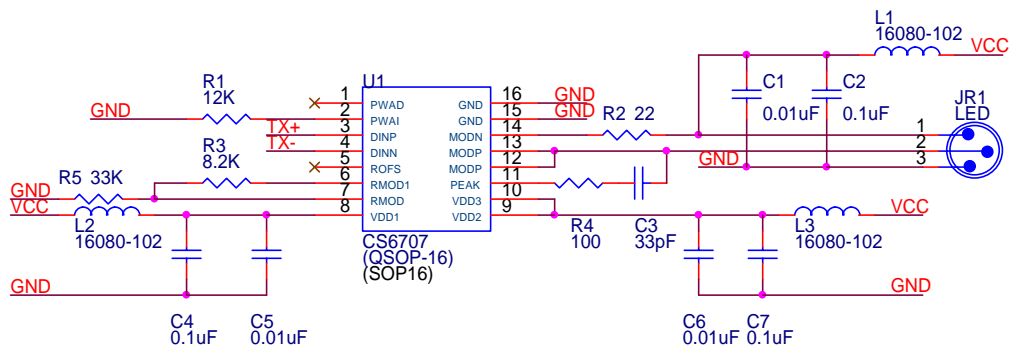 L1
16080-102
VCC
U1
R1
12K
GND
1
2
3
4
5
6
7
8
PWAD
PWAI
DINP
DINN
ROFS
RMOD1
RMOD
VDD1
GND
GND
MODN
MODP
MODP
PEAK
VDD3
VDD2
16
15
14
13
12
11
10
9
GND
GND
R2 22
C1
0.01uF
C2
0.1uF
JR1
LED
1
2
3
GND
TX+
TX-
R3
8.2K
GND
R5 33K
VCC
L2
16080-102
CS6707
(QSOP-16)
(SOP16)
R4
100
C3
33pF
L3
16080-102
VCC
GND
GND
C4
0.1uF
C5
0.01uF
C6
0.01uF
C7
0.1uF